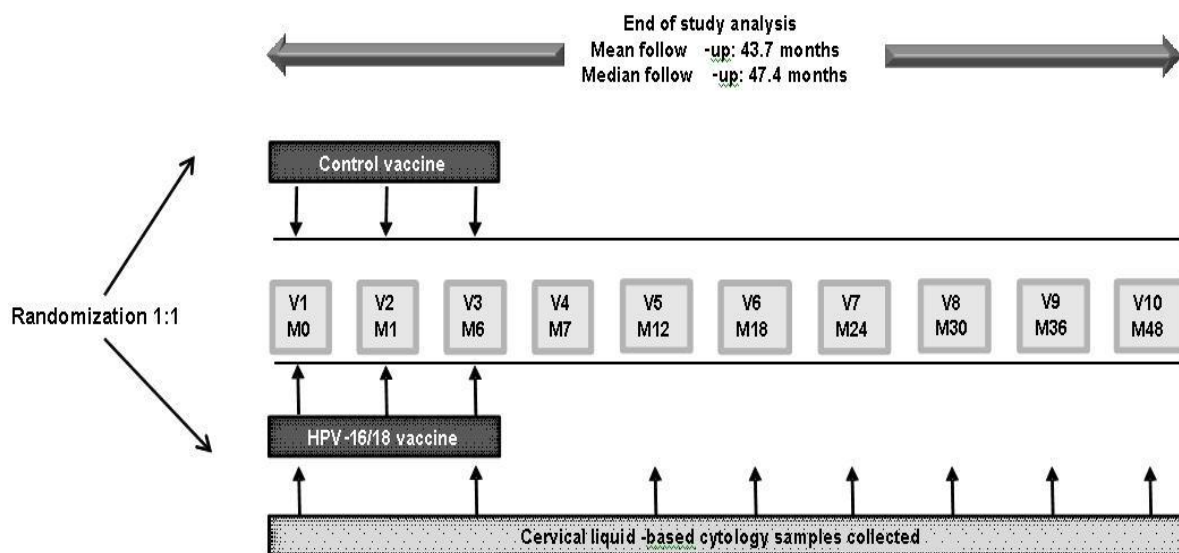 End of study analysis
Mean follow -up: 43.7 months
Median follow -up: 47.4 months
Control vaccine
Randomization 1:1
V1 V2 V3 V4 V5 V6 V7 V8 V9 V10
M0 M1 M6 M7 M12 M18 M24 M30 M36 M48
HPV -16/18 vaccine
Cervical liquid -based cytology samples collected